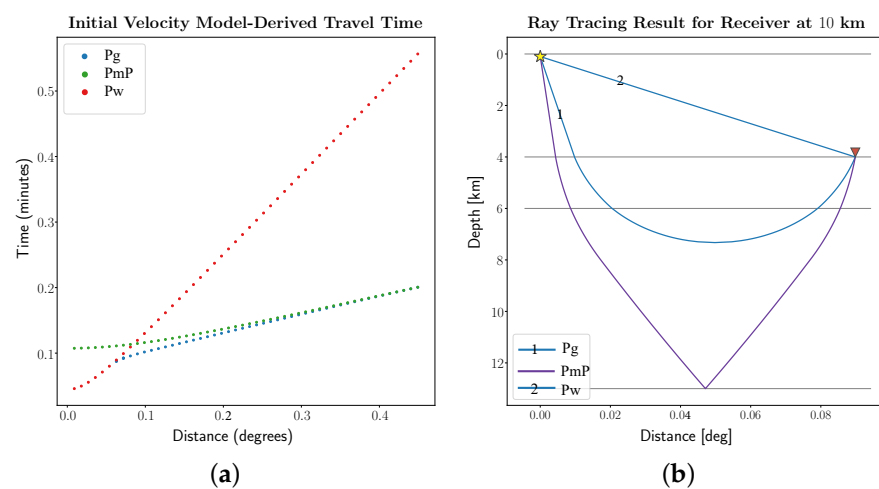 Initial Velocity Model-Derived Travel Time
Pg
PmP
Pw
Time (minutes)
0.5
0.4
0.3
0.2
0.1
0.0 0.1 0.2 0.3 0.4
Distance (degrees)
(a)
Ray Tracing Result for Receiver at 10 km
Depth [km]
0
2
4
6
8
10
12
2
1
1 Pg
PmP
2 Pw
0.00 0.02 0.04 0.06 0.08
Distance [deg]
(b)